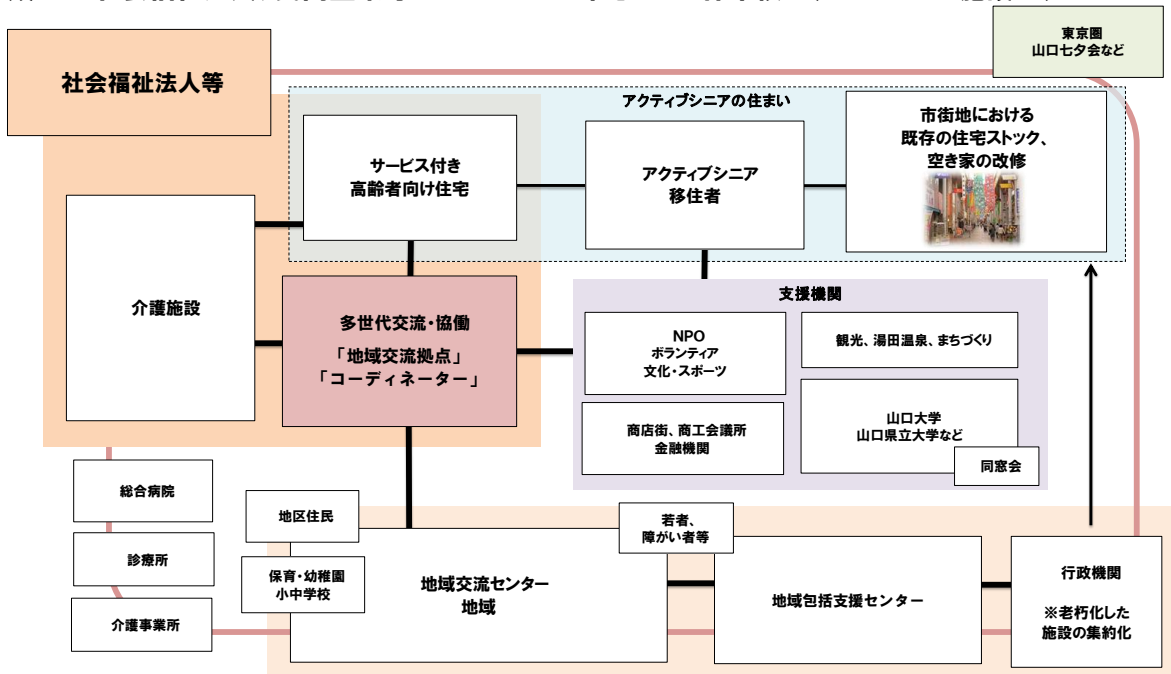 東京圏
山口七夕会など
社会福祉法人等
アクティブシニアの住まい
サービス付き
高齢者向け住宅
アクティブシニア
移住者
市街地における
既存の住宅ストック、
空き家の改修
介護施設
多世代交流・協働
「地域交流拠点」
「コーディネーター」
支援機関
NPO
ボランティア
文化・スポーツ
観光、湯田温泉、まちづくり
商店街、商工会議所
金融機関
山口大学
山口県立大学など
同窓会
総合病院
診療所
介護事業所
地区住民
保育・幼稚園
小中学校
地域交流センター
地域
若者、
障がい者等
地域包括支援センター
行政機関
※老朽化した
施設の集約化